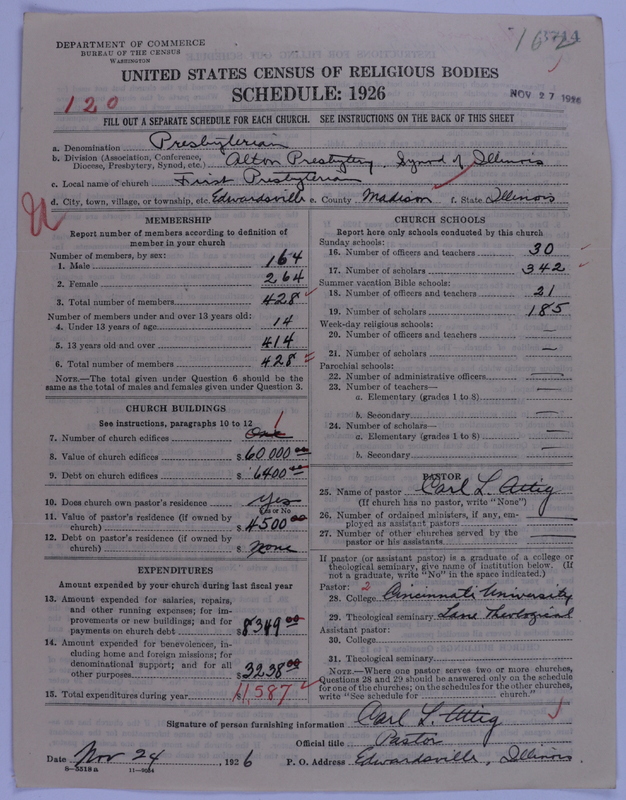 DEPARTMENT OF COMMERCE
BUREAU OF THE CENSUS
WASHINGTON
UNITED STATES CENSUS OF RELIGIOUS BODIES
SCHEDULE: 1926
NOV 27 1926
120
FILL OUT A SEPARATE SCHEDULE FOR EACH CHURCH. SEE INSTRUCTIONS ON THE BACK OF THIS SHEET
a. Denomination Presbyterian
b. Division (Association, Conference, Diocese, Presbytery, Synod, etc.) Alton Presbytery, Synod of Illinois
c. Local name of church First Presbyterian
d. City, town, village, or township, etc. Edwardsville e. County Madison f. State Illinois
MEMBERSHIP
Report number of members according to definition of
member in your church
Number of members, by sex:
1. Male 164
2. Female 264
3. Total number of members 428
Number of members under and over 13 years old:
4. Under 13 years of age 14
5. 13 years old and over 414
6. Total number of members 428
NOTE.—The total given under Question 6 should be the
same as the total of males and females given under Question 3.
CHURCH BUILDINGS
See instructions, paragraphs 10 to 12
7. Number of church edifices One 1
8. Value of church edifices $60000 00
9. Debt on church edifices $6400 00
10. Does church own pastor's residence? Yes
Yes or No
11. Value of pastor's residence (if owned by
church) $4500 00
12. Debt on pastor's residence (if owned by
church) $ None
EXPENDITURES
Amount expended by your church during last fiscal year
13. Amount expended for salaries, repairs,
and other running expenses; for im-
provements or new buildings; and for
payments on church debt $8349 00
14. Amount expended for benevolences, in-
cluding home and foreign missions; for
denominational support; and for all
other purposes $3238 00
15. Total expenditures during year $11587
CHURCH SCHOOLS
Report here only schools conducted by this church
Sunday schools:
16. Number of officers and teachers 30
17. Number of scholars 342
Summer vacation Bible schools:
18. Number of officers and teachers 21
19. Number of scholars 185
Week-day religious schools:
20. Number of officers and teachers —
21. Number of scholars —
Parochial schools:
22. Number of administrative officers —
23. Number of teachers—
a. Elementary (grades 1 to 8) —
b. Secondary —
24. Number of scholars—
a. Elementary (grades 1 to 8) —
b. Secondary —
PASTOR
25. Name of pastor Carl L. Attig
(If church has no pastor, write "None")
26. Number of ordained ministers, if any, em-
ployed as assistant pastors —
27. Number of other churches served by the
pastor or his assistants —
If pastor (or assistant pastor) is a graduate of a college or
theological seminary, give name of institution below. (If
not a graduate, write "No" in the space indicated.)
Pastor: 2
28. College Cincinnati University
29. Theological seminary Lane Theological
Assistant pastor:
30. College
31. Theological seminary
NOTE.—Where one pastor serves two or more churches,
Questions 28 and 29 should be answered only on the schedule
for one of the churches; on the schedules for the other churches,
write "See schedule for church."
Signature of person furnishing information Carl L. Attig
Official title Pastor
Date Nov 24, 1926 P. O. Address Edwardsville, Illinois
8—5518a 11—9034